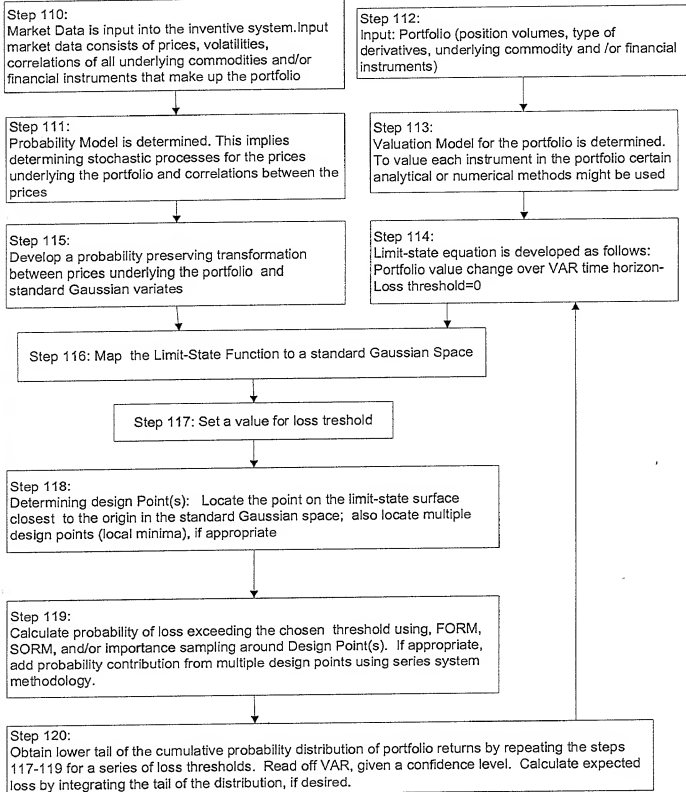 Step 110:
Market Data is input into the inventive system.Input
market data consists of prices, volatilities,
correlations of all underlying commodities and/or
financial instruments that make up the portfolio
Step 112:
Input: Portfolio (position volumes, type of
derivatives, underlying commodity and /or financial
instruments)
Step 111:
Probability Model is determined. This implies
determining stochastic processes for the prices
underlying the portfolio and correlations between the
prices
Step 113:
Valuation Model for the portfolio is determined.
To value each instrument in the portfolio certain
analytical or numerical methods might be used
Step 115:
Develop a probability preserving transformation
between prices underlying the portfolio and
standard Gaussian variates
Step 114:
Limit-state equation is developed as follows:
Portfolio value change over VAR time horizon-
Loss threshold=0
Step 116: Map the Limit-State Function to a standard Gaussian Space
Step 117: Set a value for loss treshold
Step 118:
Determining design Point(s): Locate the point on the limit-state surface
closest to the origin in the standard Gaussian space; also locate multiple
design points (local minima), if appropriate
Step 119:
Calculate probability of loss exceeding the chosen threshold using, FORM,
SORM, and/or importance sampling around Design Point(s). If appropriate,
add probability contribution from multiple design points using series system
methodology.
Step 120:
Obtain lower tail of the cumulative probability distribution of portfolio returns by repeating the steps
117-119 for a series of loss thresholds. Read off VAR, given a confidence level. Calculate expected
loss by integrating the tail of the distribution, if desired.